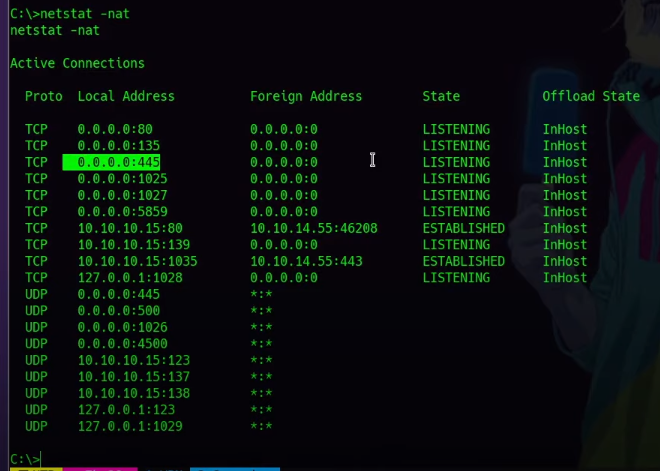 C:\>netstat -nat
netstat -nat
Active Connections
Proto  Local Address          Foreign Address        State           Offload State
TCP    0.0.0.0:80             0.0.0.0:0              LISTENING       InHost
TCP    0.0.0.0:135            0.0.0.0:0              LISTENING       InHost
TCP    0.0.0.0:445            0.0.0.0:0              LISTENING       InHost
TCP    0.0.0.0:1025           0.0.0.0:0              LISTENING       InHost
TCP    0.0.0.0:1027           0.0.0.0:0              LISTENING       InHost
TCP    0.0.0.0:5859           0.0.0.0:0              LISTENING       InHost
TCP    10.10.10.15:80         10.10.14.55:46208      ESTABLISHED     InHost
TCP    10.10.10.15:139        0.0.0.0:0              LISTENING       InHost
TCP    10.10.10.15:1035       10.10.14.55:443        ESTABLISHED     InHost
TCP    127.0.0.1:1028         0.0.0.0:0              LISTENING       InHost
UDP    0.0.0.0:445            *:*
UDP    0.0.0.0:500            *:*
UDP    0.0.0.0:1026           *:*
UDP    0.0.0.0:4500           *:*
UDP    10.10.10.15:123        *:*
UDP    10.10.10.15:137        *:*
UDP    10.10.10.15:138        *:*
UDP    127.0.0.1:123          *:*
UDP    127.0.0.1:1029         *:*
C:\>